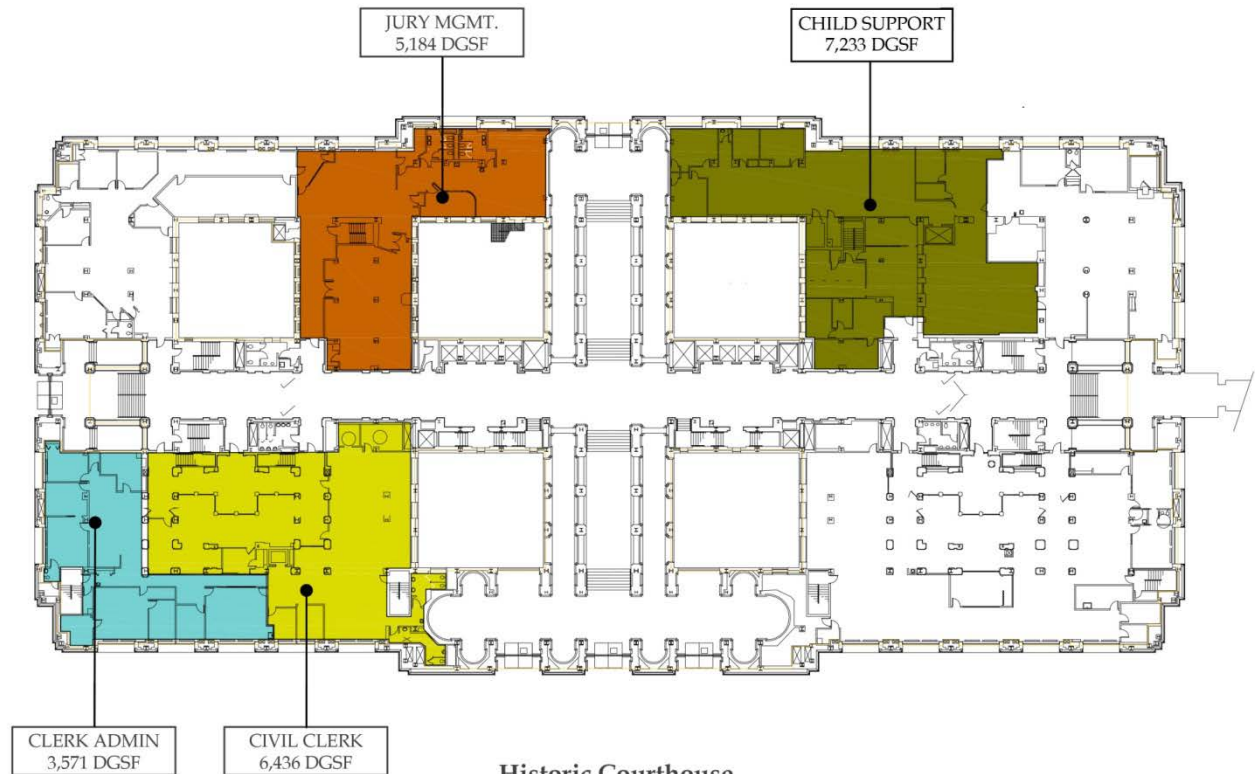 JURY MGMT.
5,184 DGSF
CHILD SUPPORT
7,233 DGSF
CLERK ADMIN
3,571 DGSF
CIVIL CLERK
6,436 DGSF
Historic Courthouse